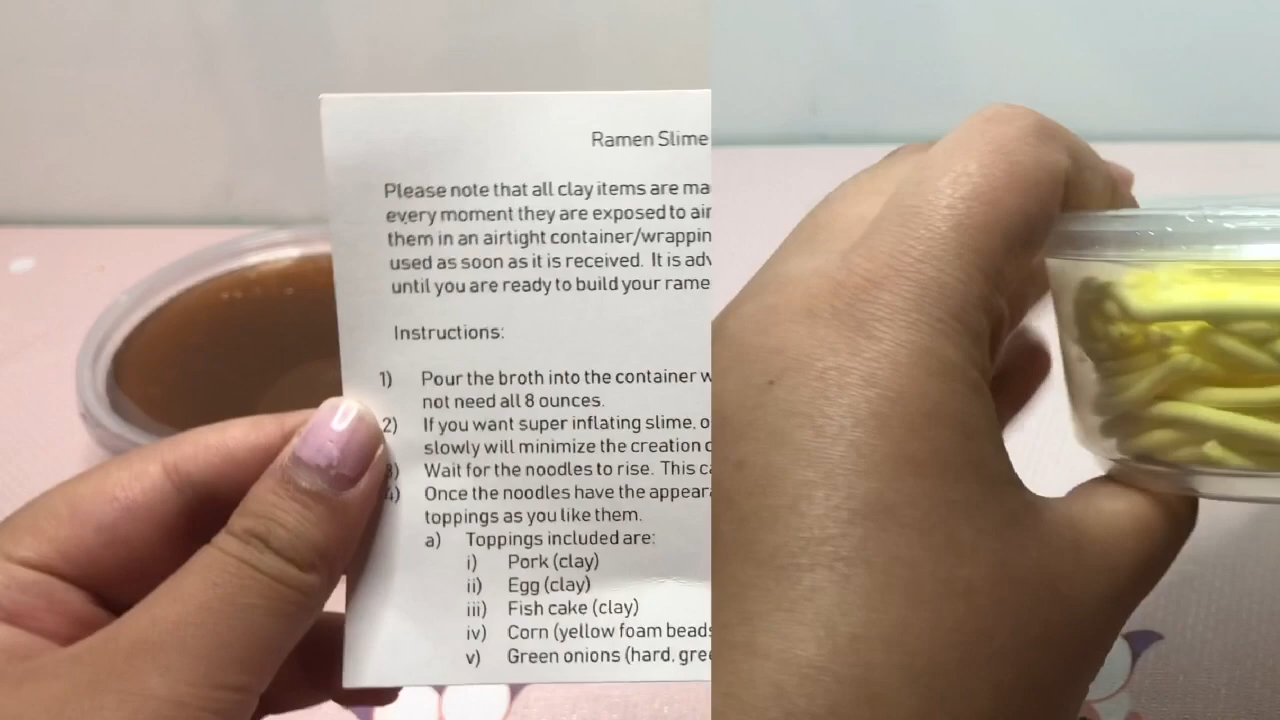 Ramen Slime
Please note that all clay items are ma
every moment they are exposed to air
them in an airtight container/wrappin
used as soon as it is received. It is adv
until you are ready to build your rame
Instructions:
1) Pour the broth into the container w
not need all 8 ounces.
2) If you want super inflating slime, o
slowly will minimize the creation o
3) Wait for the noodles to rise. This ca
4) Once the noodles have the appeara
toppings as you like them.
a) Toppings included are:
i) Pork (clay)
ii) Egg (clay)
iii) Fish cake (clay)
iv) Corn (yellow foam beads
v) Green onions (hard, gree